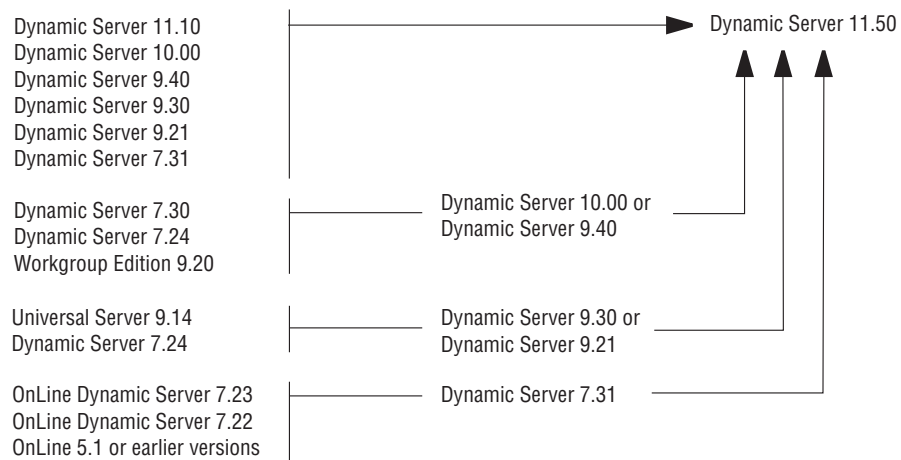 Dynamic Server 11.10
Dynamic Server 10.00
Dynamic Server 9.40
Dynamic Server 9.30
Dynamic Server 9.21
Dynamic Server 7.31
Dynamic Server 11.50
Dynamic Server 7.30
Dynamic Server 7.24
Workgroup Edition 9.20
Dynamic Server 10.00 or
Dynamic Server 9.40
Universal Server 9.14
Dynamic Server 7.24
Dynamic Server 9.30 or
Dynamic Server 9.21
OnLine Dynamic Server 7.23
OnLine Dynamic Server 7.22
OnLine 5.1 or earlier versions
Dynamic Server 7.31